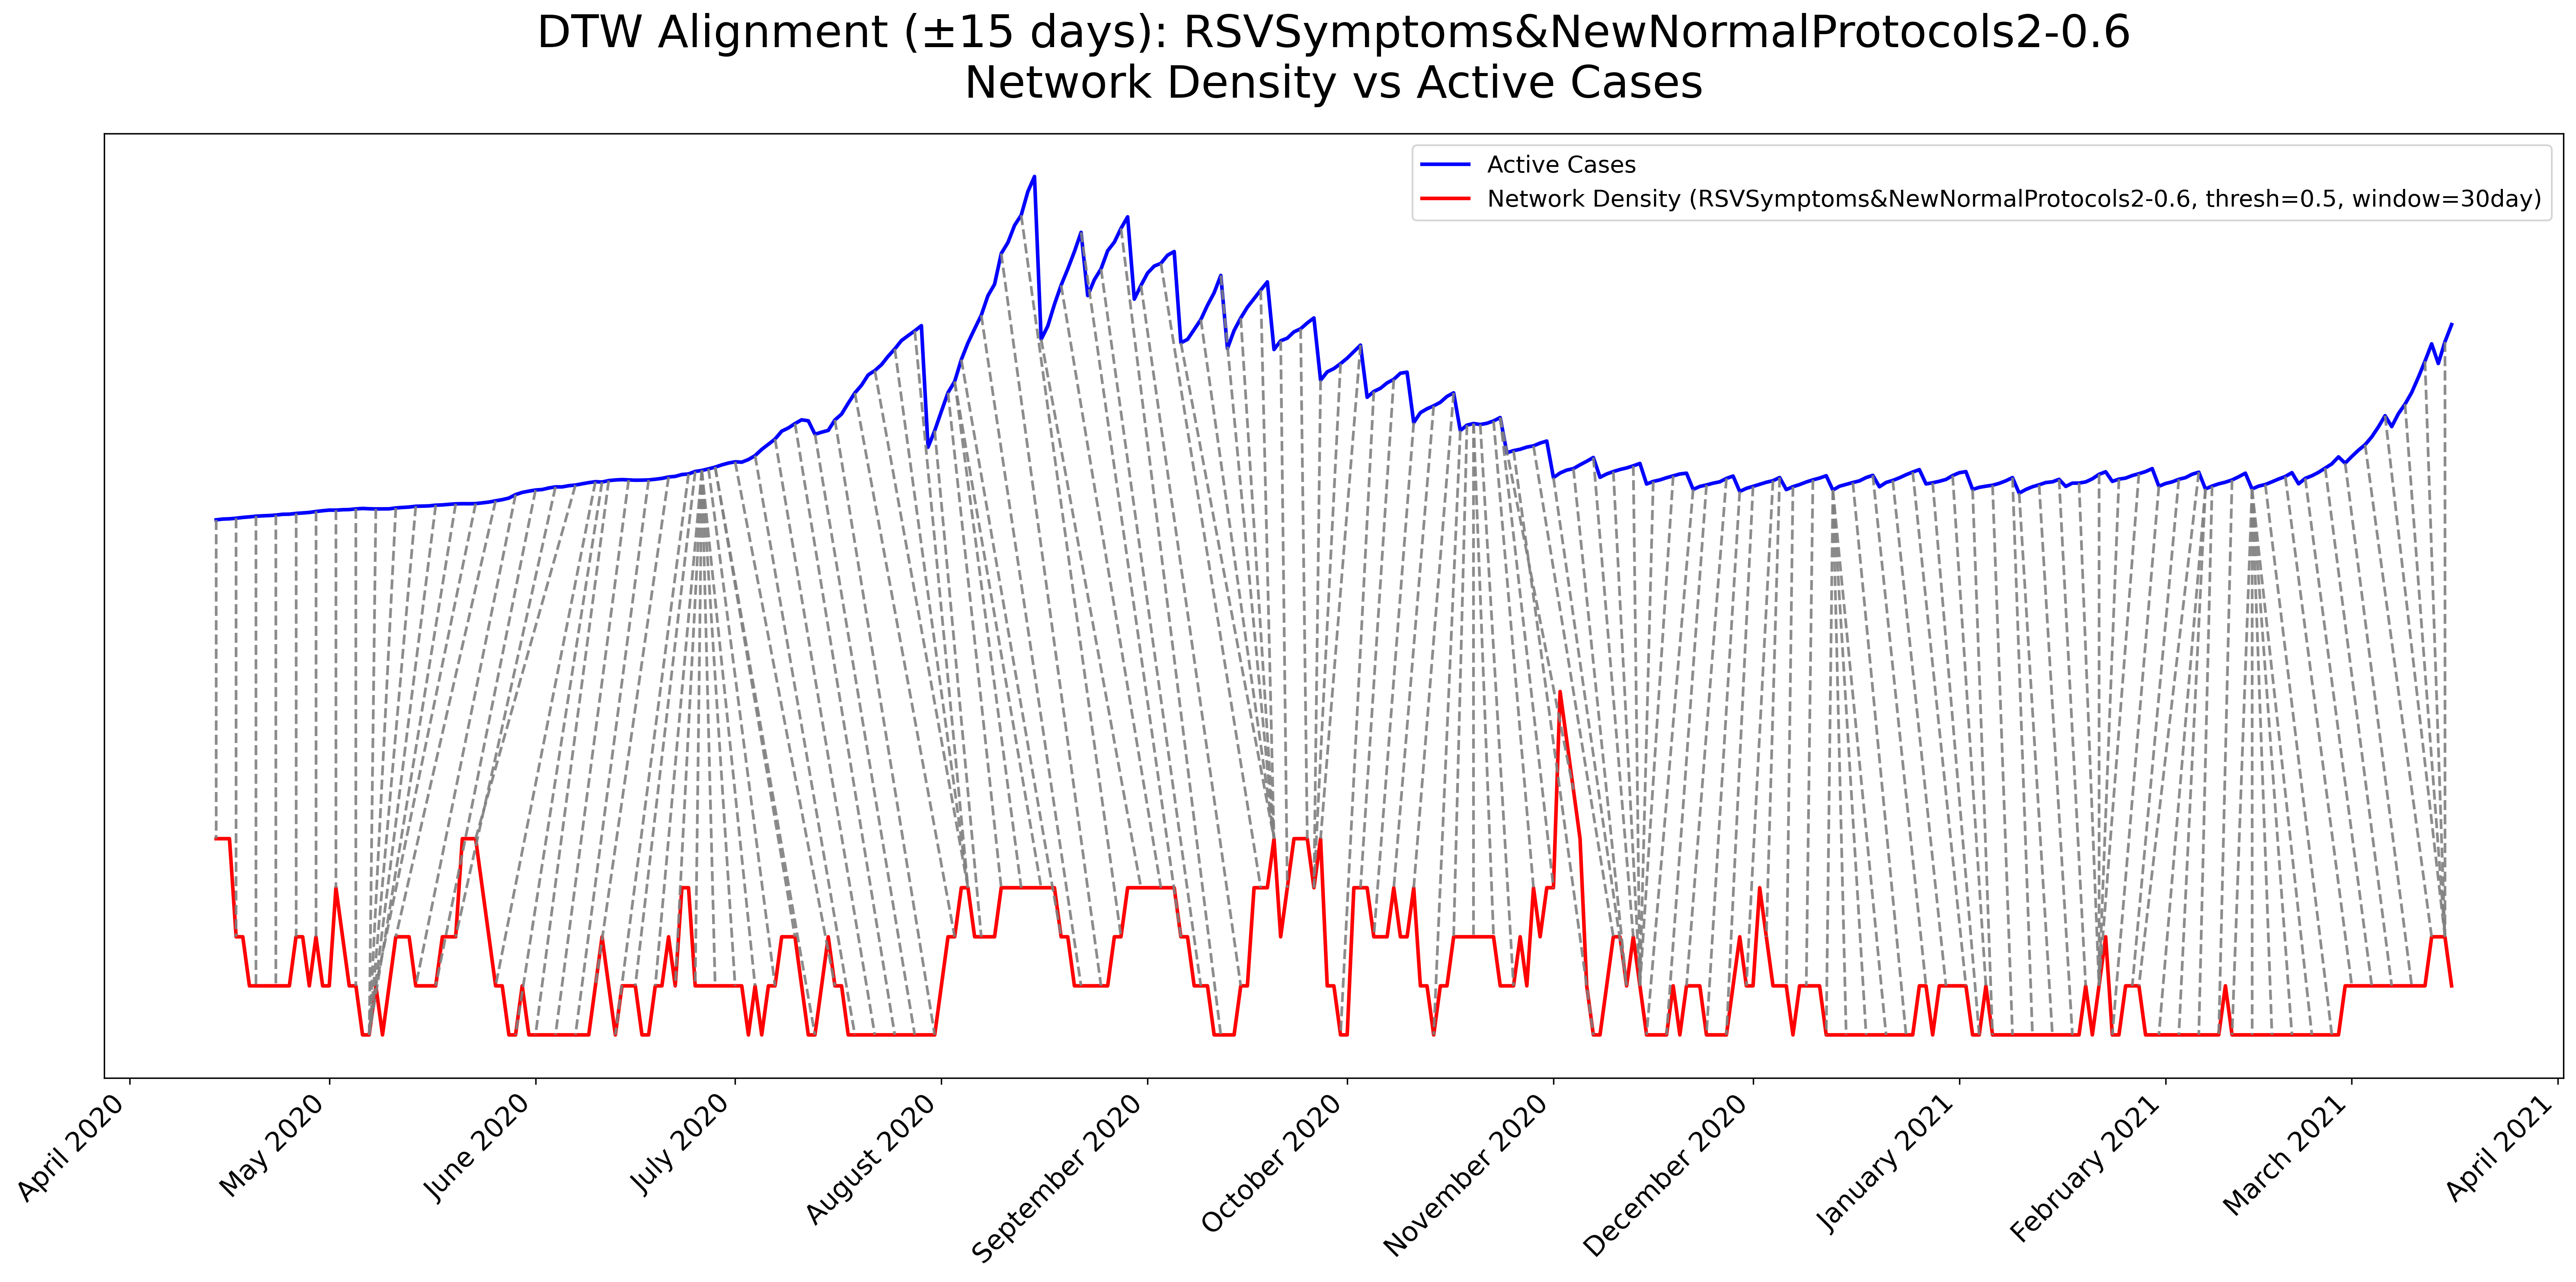 DTW Alignment (±15 days): RSVSymptoms&NewNormalProtocols2-0.6
Network Density vs Active Cases
Active Cases
Network Density (RSVSymptoms&NewNormalProtocols2-0.6, thresh=0.5, window=30day)
April 2020
May 2020
June 2020
July 2020
August 2020
September 2020
October 2020
November 2020
December 2020
January 2021
February 2021
March 2021
April 2021